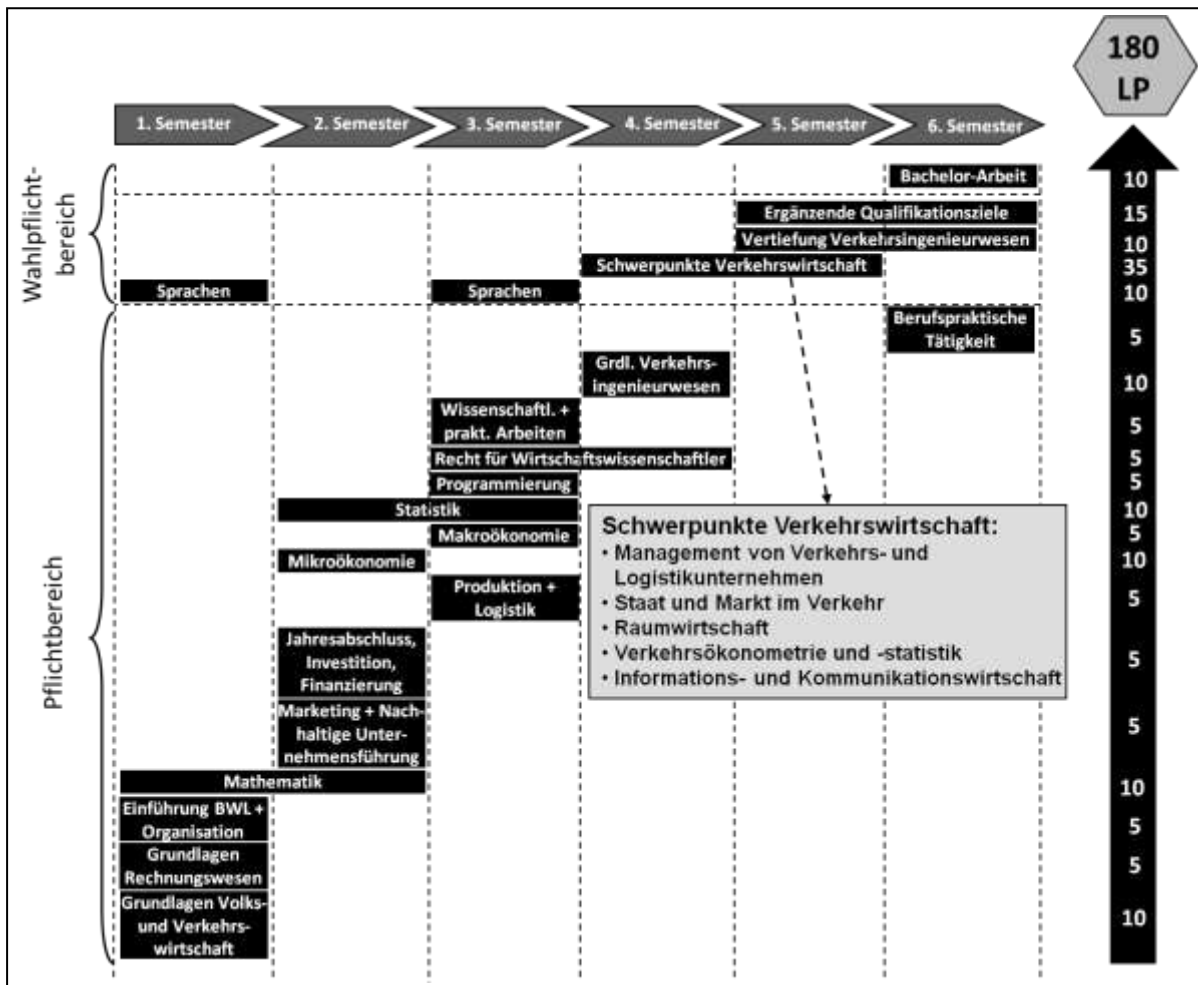 180
LP
1. Semester
2. Semester
3. Semester
4. Semester
5. Semester
6. Semester
Wahlpflicht-
bereich
Bachelor-Arbeit
10
Ergänzende Qualifikationsziele
15
Vertiefung Verkehrsingenieurwesen
10
Schwerpunkte Verkehrswirtschaft
35
Sprachen
Sprachen
10
Pflichtbereich
Berufspraktische
Tätigkeit
5
Grdl. Verkehrs-
ingenieurwesen
10
Wissenschaftl. +
prakt. Arbeiten
5
Recht für Wirtschaftswissenschaftler
5
Programmierung
5
Statistik
10
Makroökonomie
5
Mikroökonomie
10
Produktion +
Logistik
5
Jahresabschluss,
Investition,
Finanzierung
5
Marketing + Nach-
haltige Unter-
nehmensführung
5
Mathematik
10
Einführung BWL +
Organisation
5
Grundlagen
Rechnungswesen
5
Grundlagen Volks-
und Verkehrs-
wirtschaft
10
Schwerpunkte Verkehrswirtschaft:
• Management von Verkehrs- und
Logistikunternehmen
• Staat und Markt im Verkehr
• Raumwirtschaft
• Verkehrsökonometrie und -statistik
• Informations- und Kommunikationswirtschaft